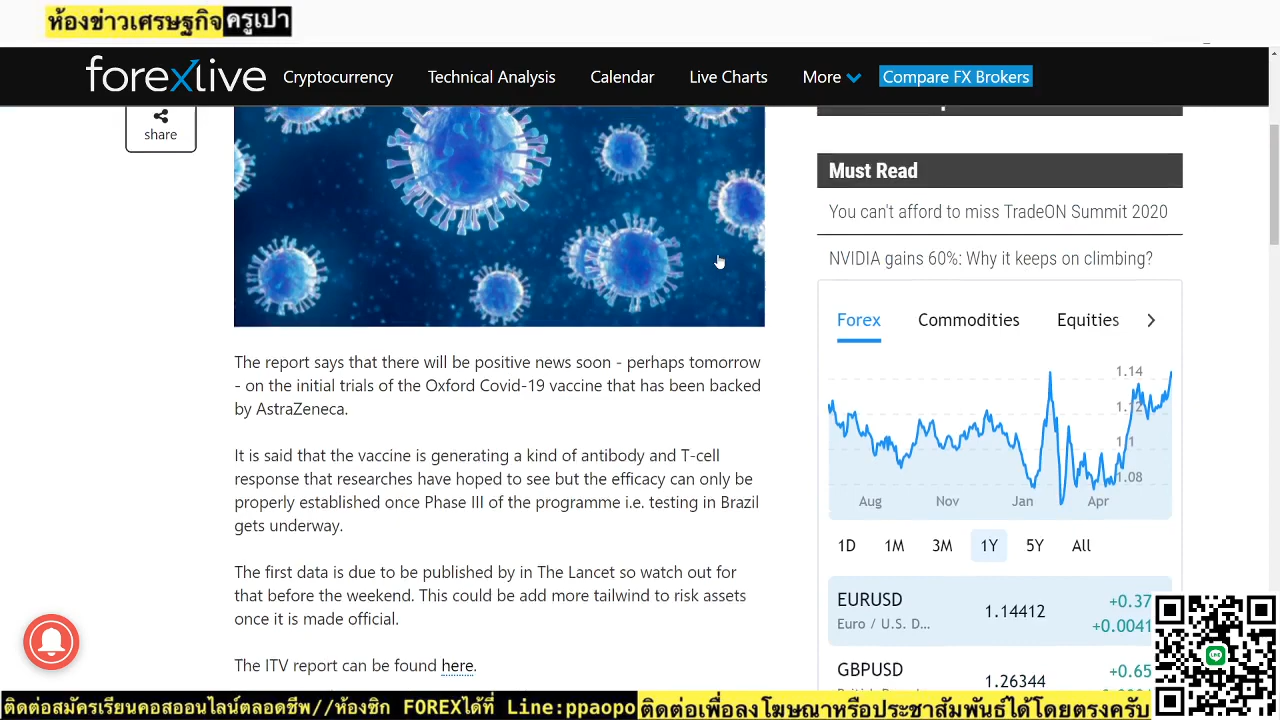 ห้องข่าวเศรษฐกิจครูเปา
forexlive Cryptocurrency Technical Analysis Calendar Live Charts More Compare FX Brokers
share
Must Read
You can't afford to miss TradeON Summit 2020
NVIDIA gains 60%: Why it keeps on climbing?
Forex Commodities Equities
The report says that there will be positive news soon - perhaps tomorrow
- on the initial trials of the Oxford Covid-19 vaccine that has been backed
by AstraZeneca.
It is said that the vaccine is generating a kind of antibody and T-cell
response that researches have hoped to see but the efficacy can only be
properly established once Phase III of the programme i.e. testing in Brazil
gets underway.
The first data is due to be published by in The Lancet so watch out for
that before the weekend. This could be add more tailwind to risk assets
once it is made official.
The ITV report can be found here.
1.14
1.12
1.1
1.08
Aug Nov Jan Apr
1D 1M 3M 1Y 5Y All
EURUSD 1.14412 +0.37
Euro / U.S. D... +0.0041
GBPUSD 1.26344 +0.65
LINE
ติดต่อสมัครเรียนคอสออนไลน์ตลอดชีพ//ห้องซิก FOREXได้ที่ Line:ppaopo ติดต่อเพื่อลงโฆษณาหรือประชาสัมพันธ์ได้โดยตรงครับ